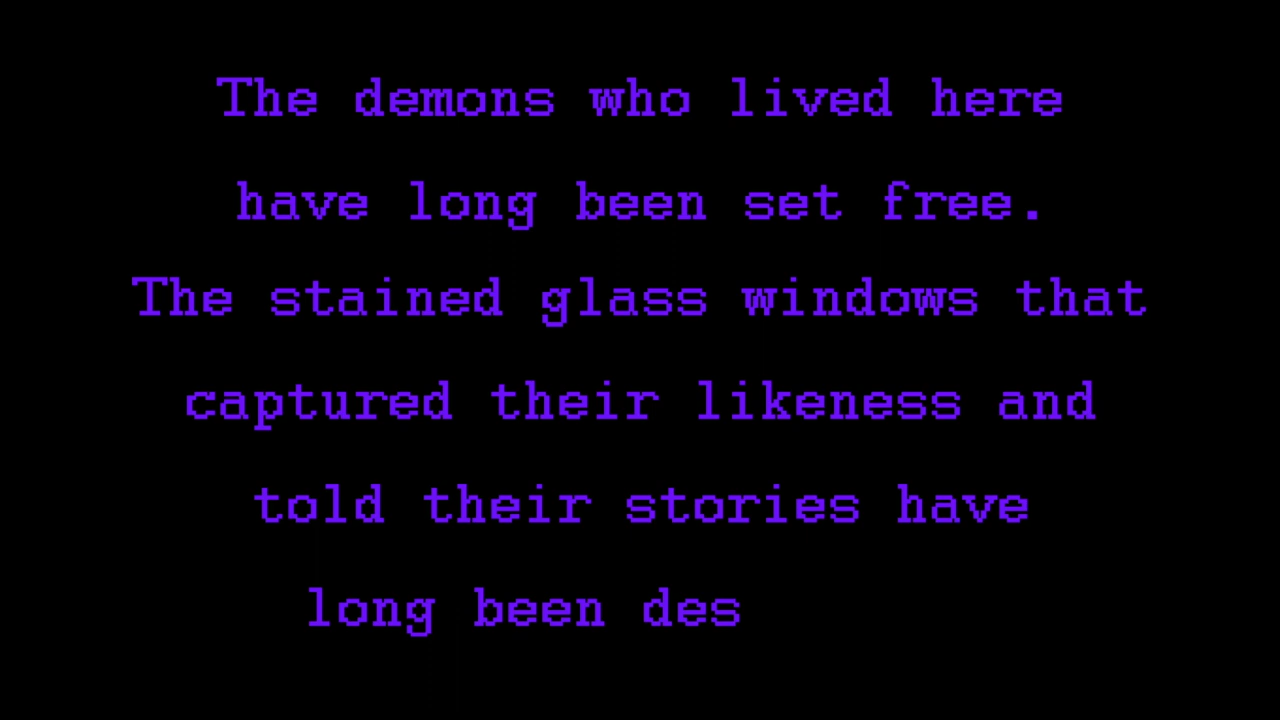 The demons who lived here
have long been set free.
The stained glass windows that
captured their likeness and
told their stories have
long been des